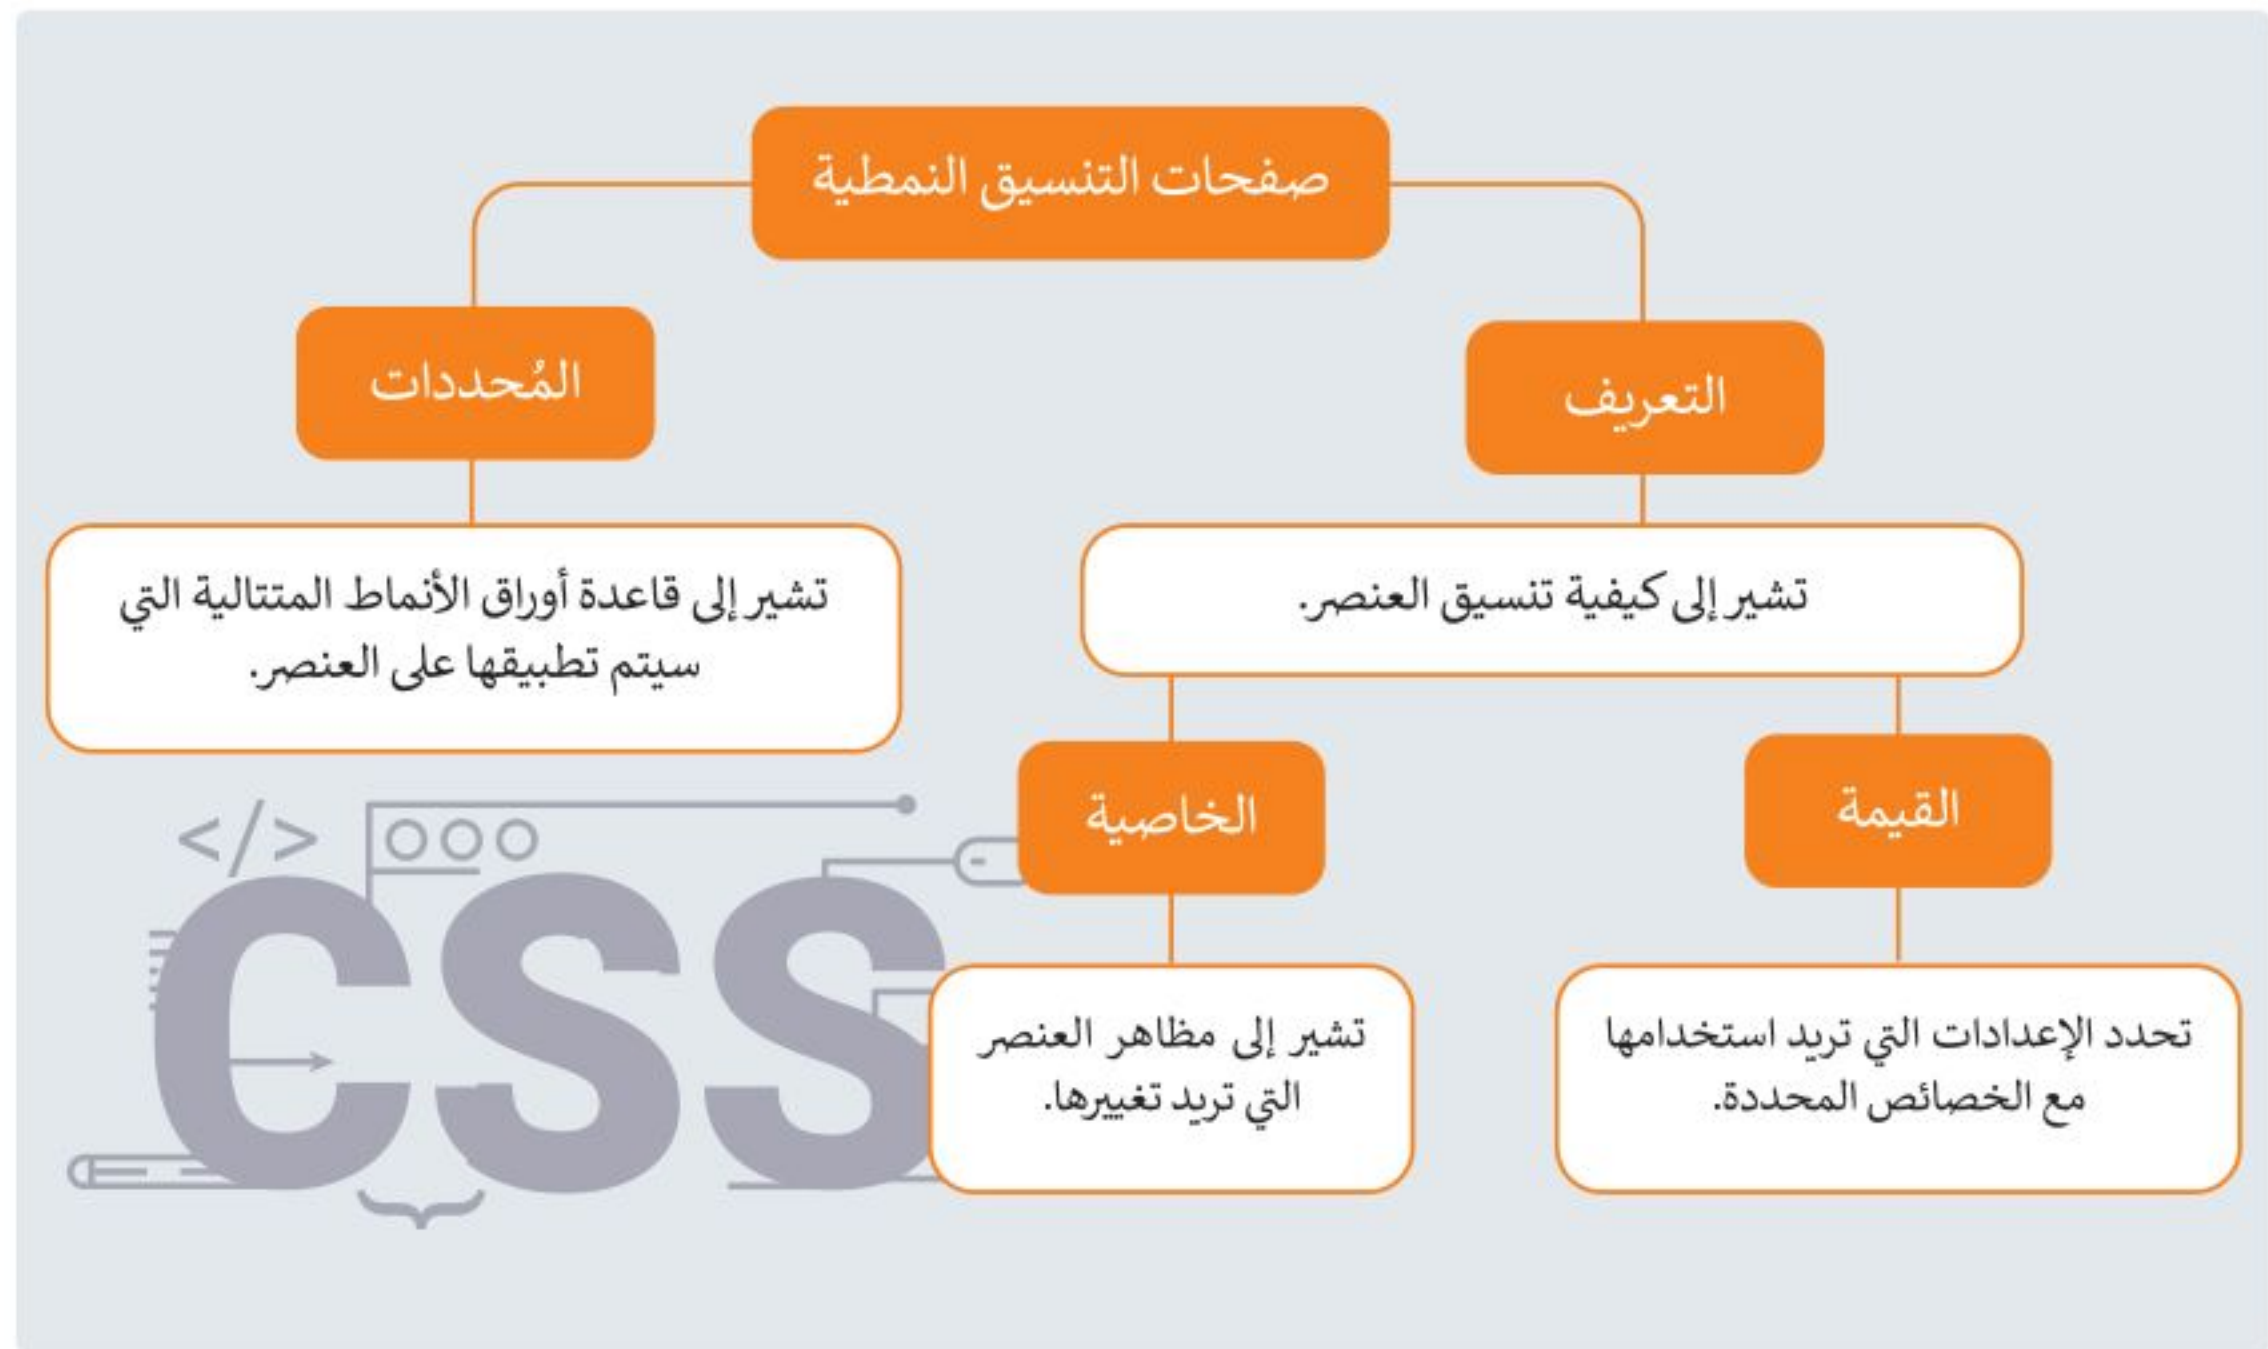 صفحات التنسيق النمطية
التعريف
المُحددات
تشير إلى كيفية تنسيق العنصر.
تشير إلى قاعدة أوراق الأنماط المتتالية التي
سيتم تطبيقها على العنصر.
القيمة
الخاصية
تحدد الإعدادات التي تريد استخدامها
مع الخصائص المحددة.
تشير إلى مظاهر العنصر
التي تريد تغييرها.
</>
CSS